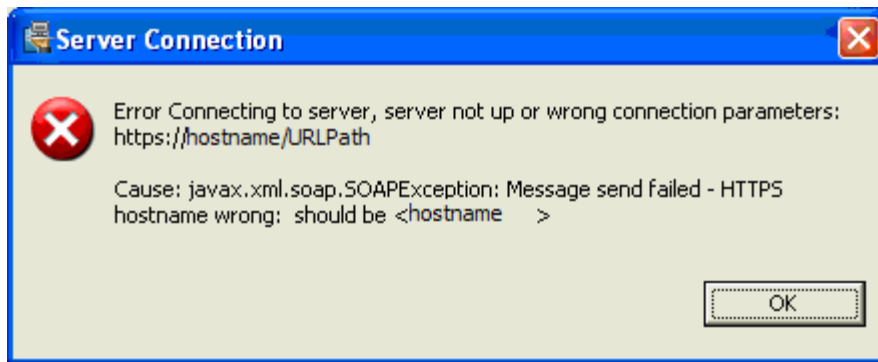 Server Connection
Error Connecting to server, server not up or wrong connection parameters:
https://hostname/URLPath
Cause: javax.xml.soap.SOAPException: Message send failed - HTTPS
hostname wrong:  should be <hostname    >
OK